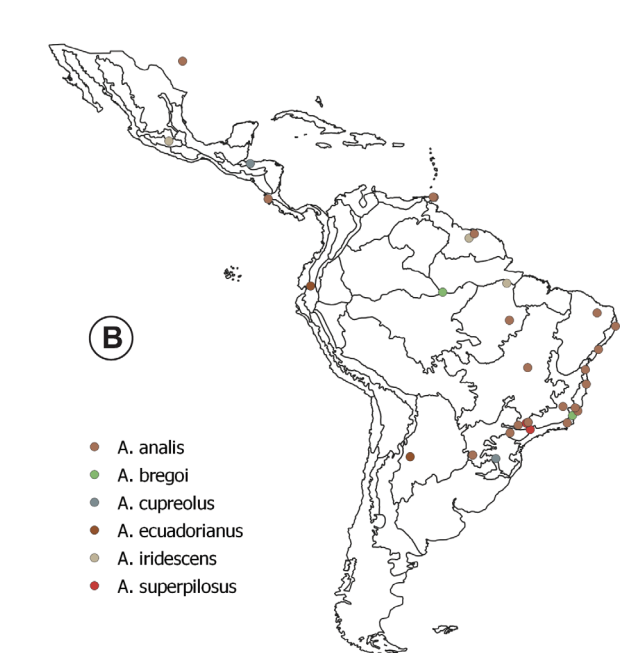 B
A. analis
A. bregoi
A. cupreolus
A. ecuadorianus
A. iridescens
A. superpilosus